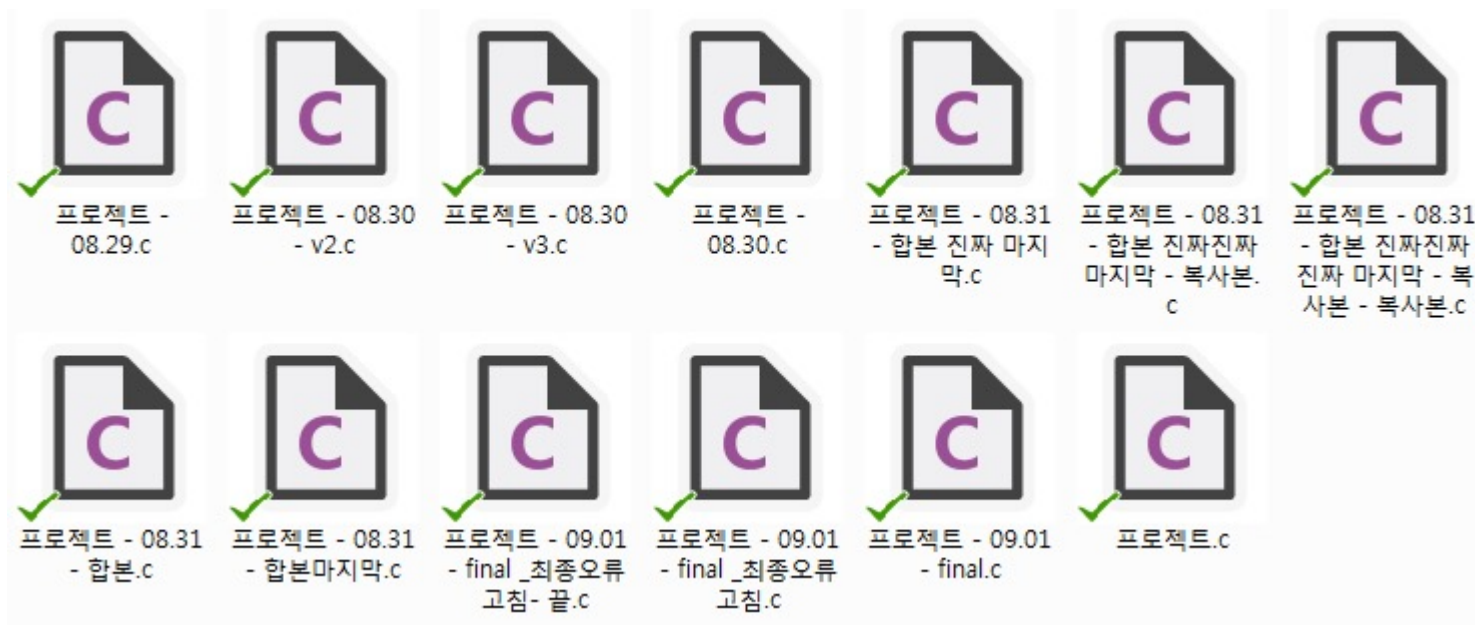 C C C C C C C
프로젝트 -
08.29.c
프로젝트 - 08.30
- v2.c
프로젝트 - 08.30
- v3.c
프로젝트 -
08.30.c
프로젝트 - 08.31
- 합본 진짜 마지
막.c
프로젝트 - 08.31
- 합본 진짜진짜
마지막 - 복사본.
c
프로젝트 - 08.31
- 합본 진짜진짜
진짜 마지막 - 복
사본 - 복사본.c
C C C C C C
프로젝트 - 08.31
- 합본.c
프로젝트 - 08.31
- 합본마지막.c
프로젝트 - 09.01
- final _최종오류
고침- 끝.c
프로젝트 - 09.01
- final _최종오류
고침.c
프로젝트 - 09.01
- final.c
프로젝트.c